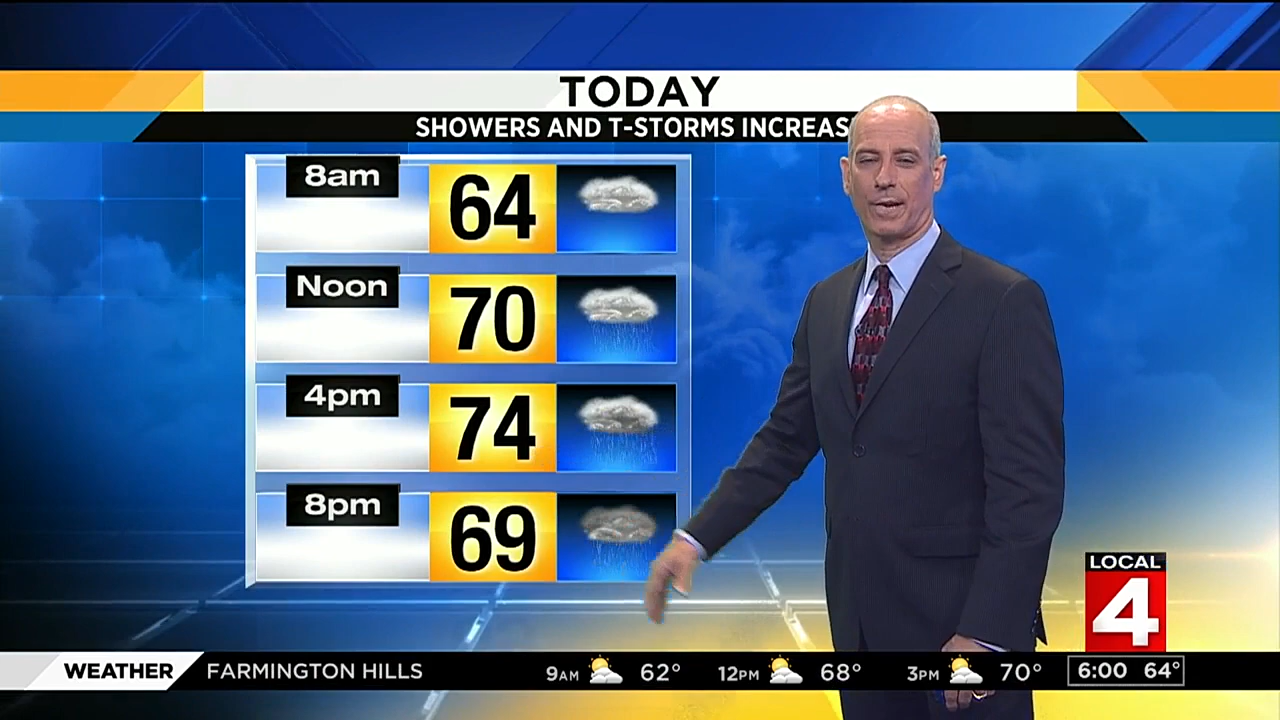 TODAY
SHOWERS AND T-STORMS INCREAS
8am 64
Noon 70
4pm 74
8pm 69
LOCAL
4
WEATHER FARMINGTON HILLS 9AM 62° 12PM 68° 3PM 70° 6:00 64°